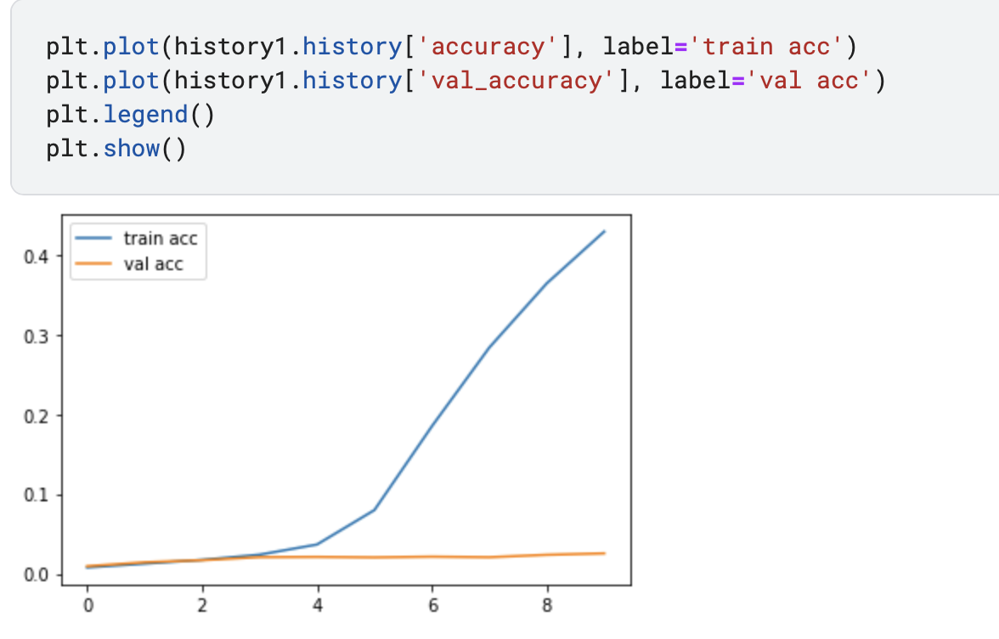 plt.plot(history1.history['accuracy'], label='train acc')
plt.plot(history1.history['val_accuracy'], label='val acc')
plt.legend()
plt.show()
train acc
val acc
0.4
0.3
0.2
0.1
0.0
0 2 4 6 8